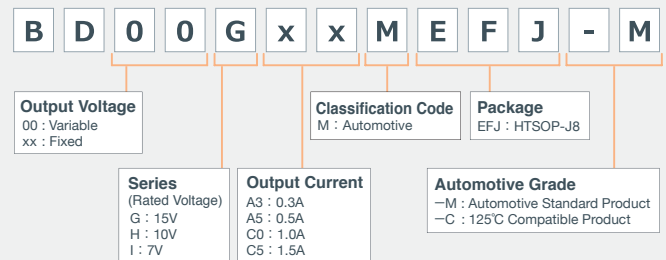 B D 0 0 G x x M E F J - M
Output Voltage
00 : Variable
xx : Fixed
Classification Code
M : Automotive
Package
EFJ : HTSOP-J8
Series
(Rated Voltage)
G : 15V
H : 10V
I : 7V
Output Current
A3 : 0.3A
A5 : 0.5A
C0 : 1.0A
C5 : 1.5A
Automotive Grade
−M : Automotive Standard Product
−C : 125℃ Compatible Product